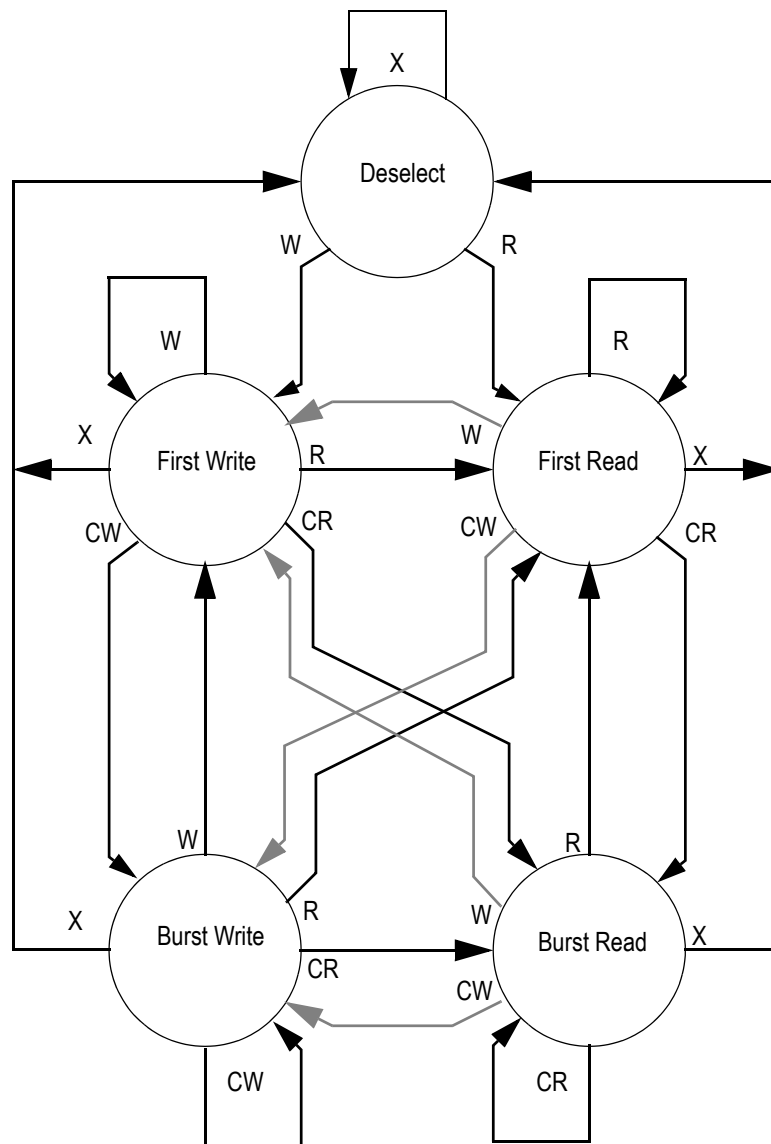 X
Deselect
W
R
W
R
X
First Write
R
W
First Read
X
CW
CR
CW
CR
W
R
X
Burst Write
R
CR
W
CW
Burst Read
X
CW
CR